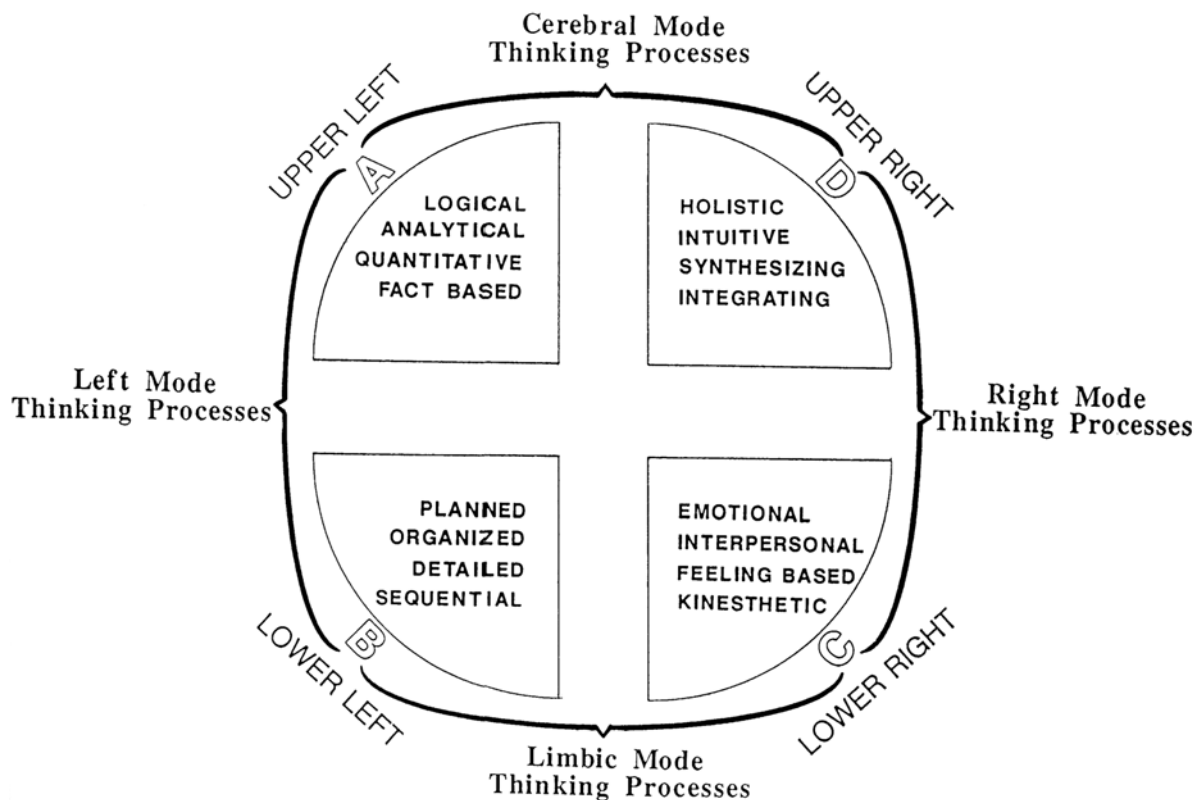 Cerebral Mode
Thinking Processes
UPPER LEFT
UPPER RIGHT
A
D
LOGICAL
ANALYTICAL
QUANTITATIVE
FACT BASED
HOLISTIC
INTUITIVE
SYNTHESIZING
INTEGRATING
Left Mode
Thinking Processes
Right Mode
Thinking Processes
PLANNED
ORGANIZED
DETAILED
SEQUENTIAL
EMOTIONAL
INTERPERSONAL
FEELING BASED
KINESTHETIC
B
C
LOWER LEFT
LOWER RIGHT
Limbic Mode
Thinking Processes